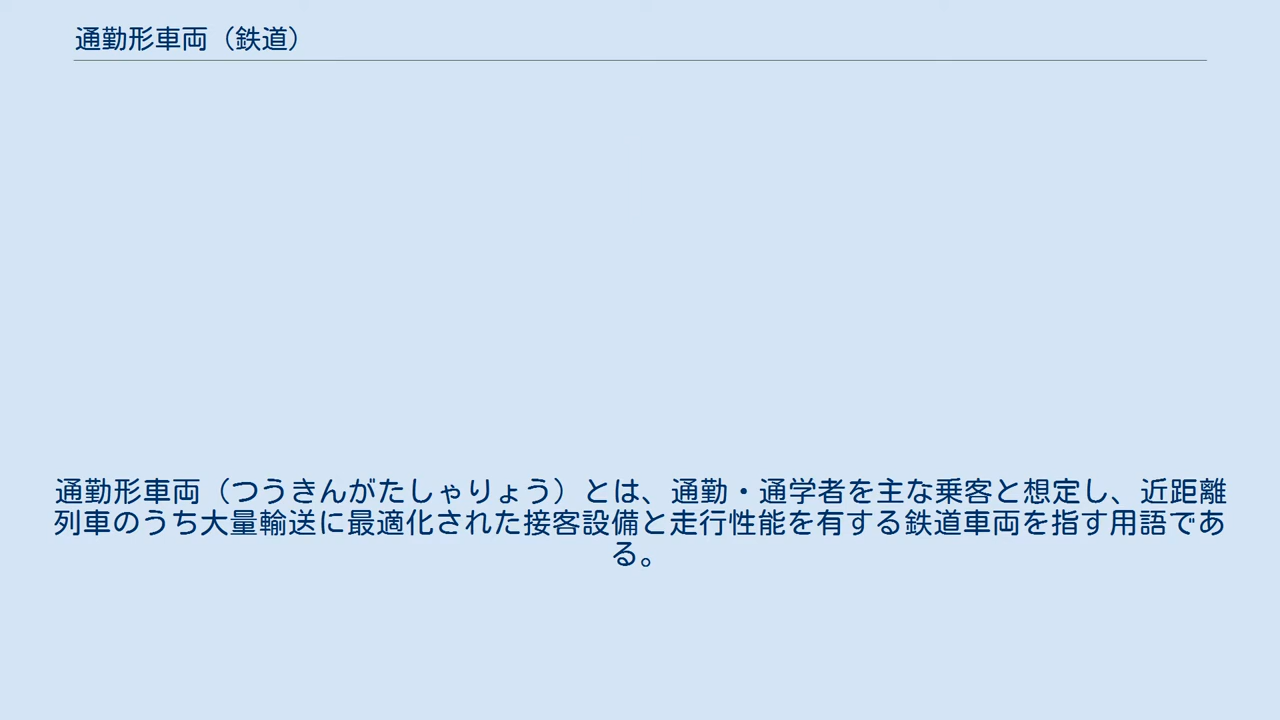 通勤形車両（鉄道）
通勤形車両（つうきんがたしゃりょう）とは、通勤・通学者を主な乗客と想定し、近距離
列車のうち大量輸送に最適化された接客設備と走行性能を有する鉄道車両を指す用語であ
る。